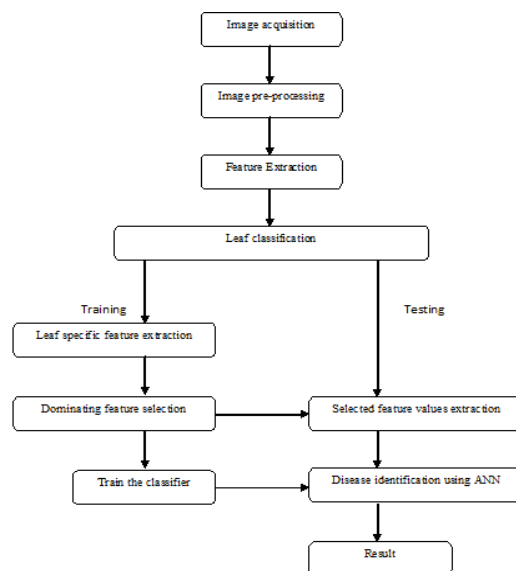 Image acquisition
Image pre-processing
Feature Extraction
Leaf classification
Training
Testing
Leaf specific feature extraction
Dominating feature selection
Selected feature values extraction
Train the classifier
Disease identification using ANN
Result